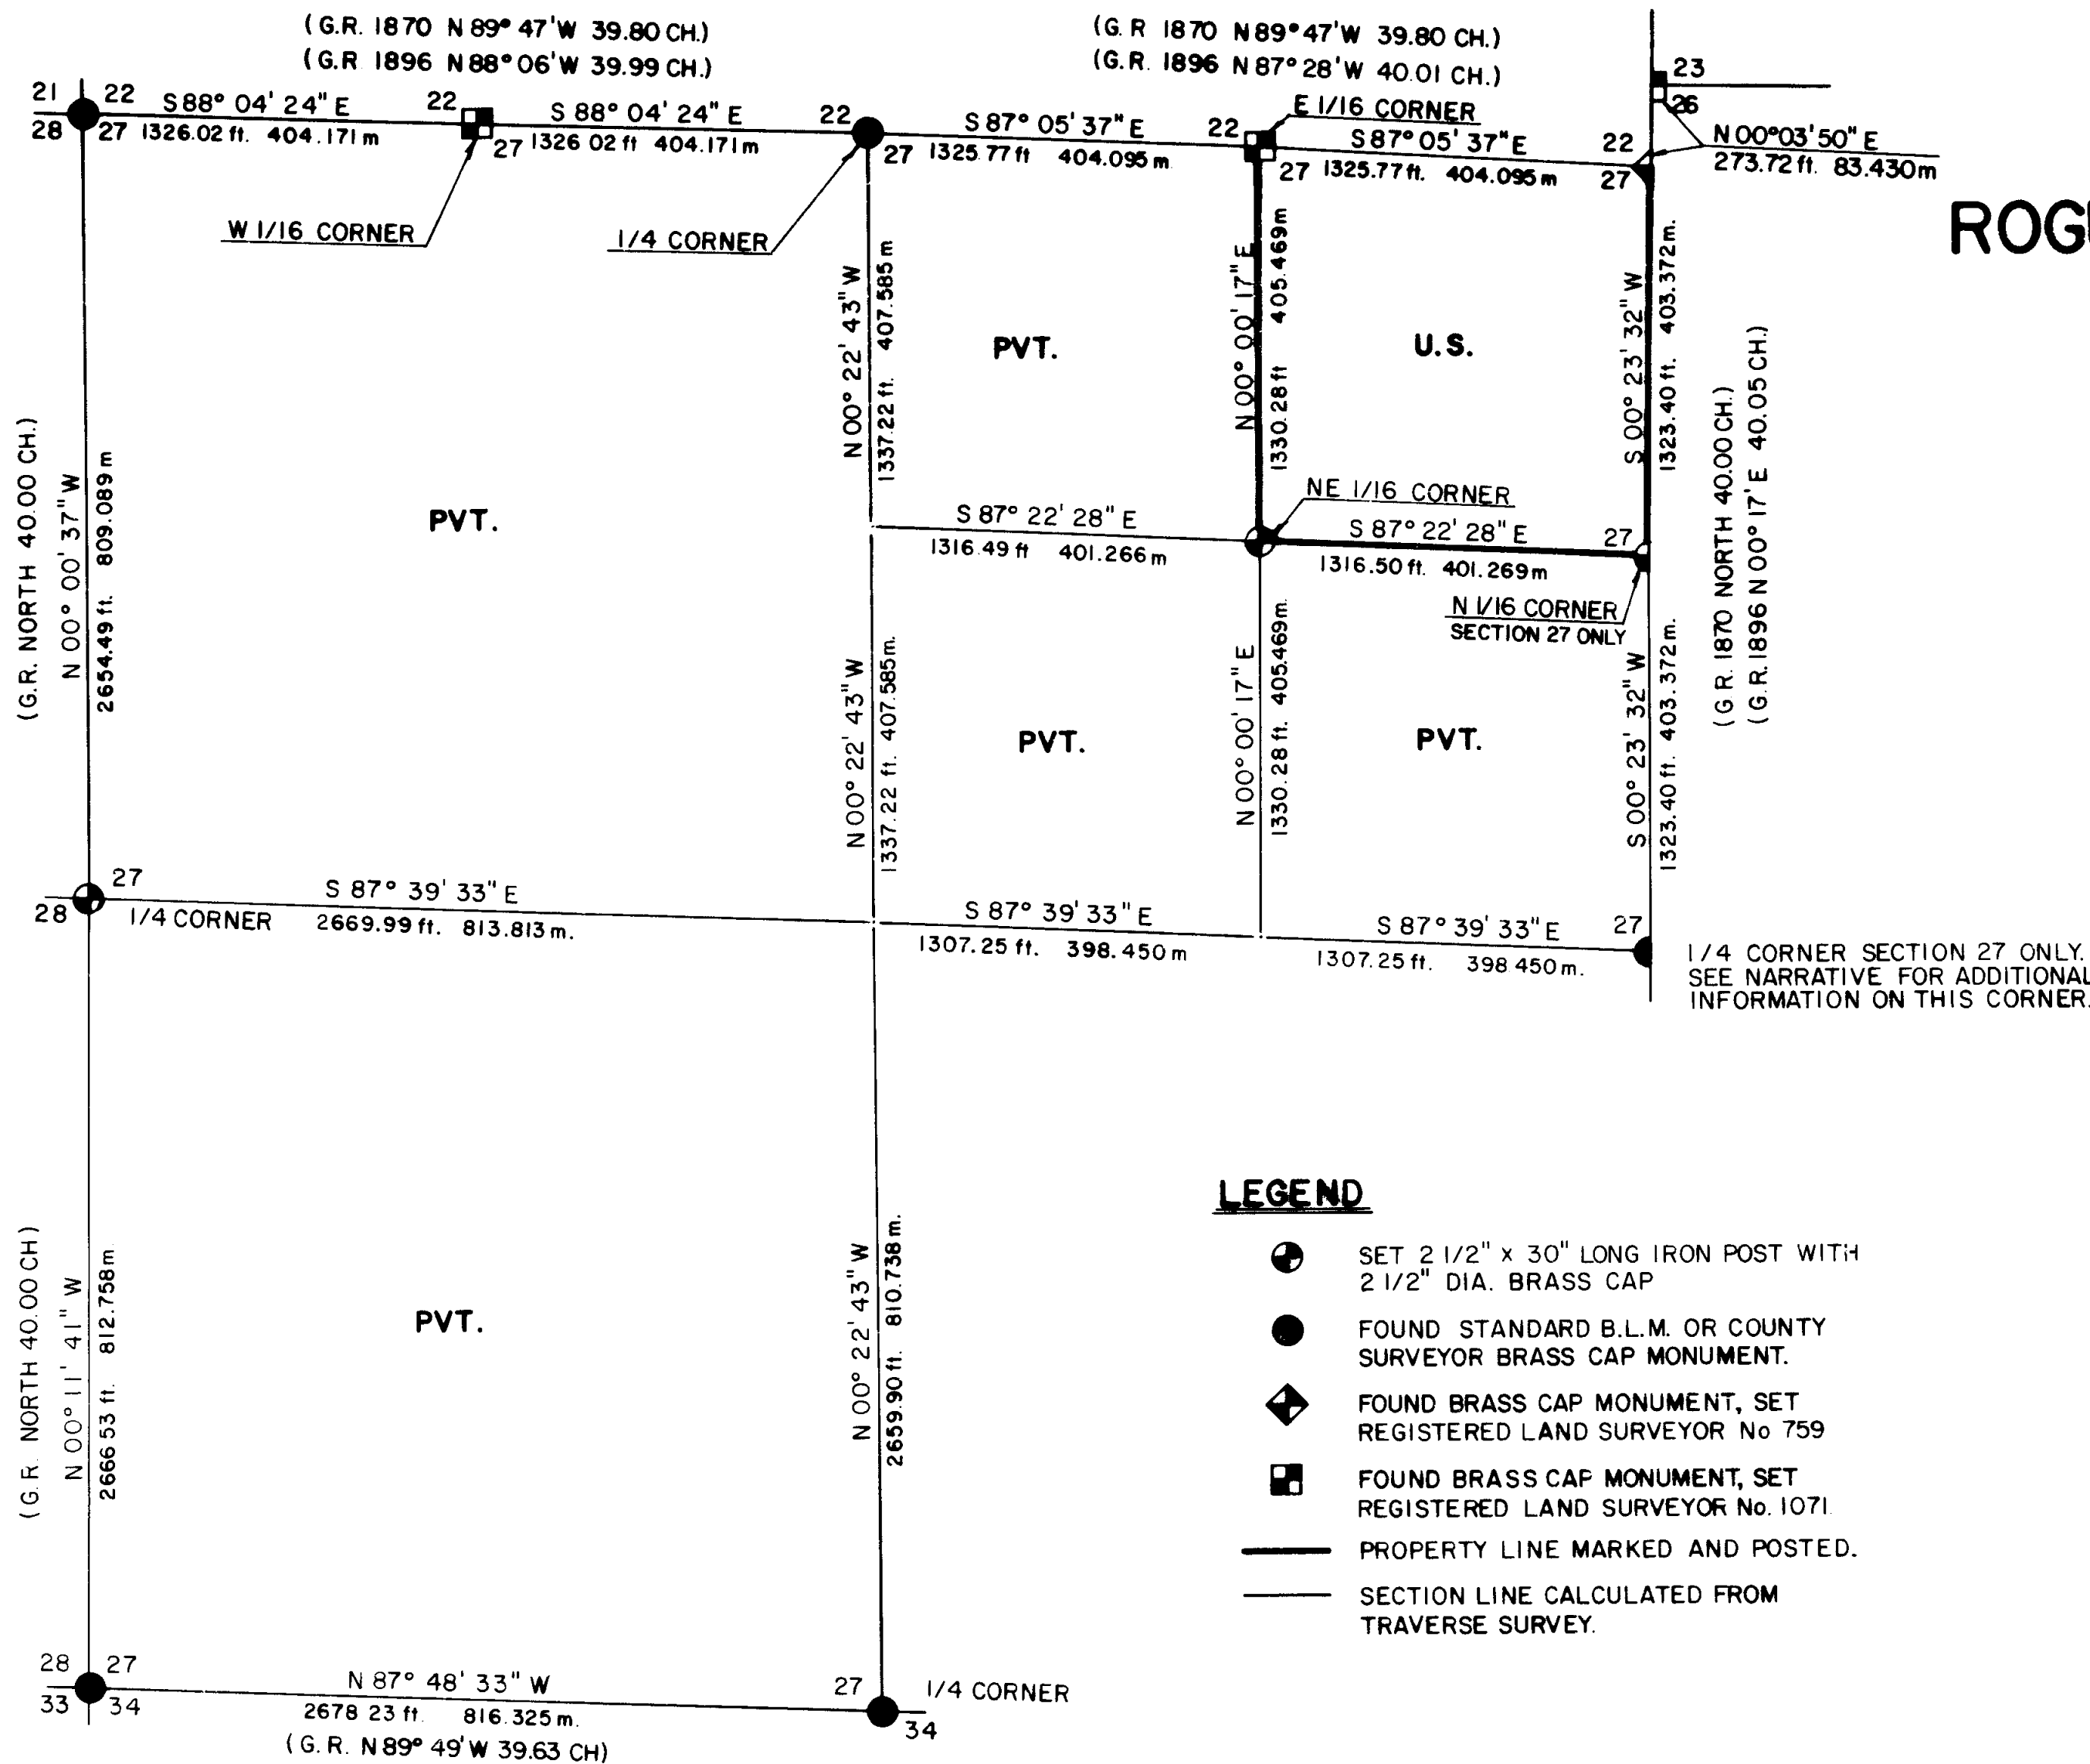 (G.R. 1870 N 89° 47' W 39.80 CH.)
(G.R 1896 N 88° 06' W 39.99 CH.)
(G. R 1870 N 89° 47' W 39.80 CH.)
(G.R. 1896 N 87° 28' W 40.01 CH.)
21 22
28 27
S 88° 04' 24" E
1326.02 ft. 404.171 m
22
27
S 88° 04' 24" E
1326 02 ft 404.171 m
22
27
S 87° 05' 37" E
1325.77 ft 404.095 m
22
27
E 1/16 CORNER
S 87° 05' 37" E
1325.77 ft. 404.095 m
22
27
23
26
N 00° 03' 50" E
273.72 ft. 83.430 m
ROGU
W 1/16 CORNER
1/4 CORNER
N 00° 22' 43" W
1337.22 ft. 407.585 m
PVT.
N 00° 00' 17" E
1330.28 ft 405.469 m
U.S.
S 00° 23' 32" W
1323.40 ft. 403.372 m.
(G R. 1870 NORTH 40.00 CH.)
(G.R. 1896 N 00° 17' E 40.05 CH.)
(G.R. NORTH 40.00 CH.)
N 00° 00' 37" W
2654.49 ft. 809.089 m
PVT.
S 87° 22' 28" E
1316.49 ft 401.266 m
NE 1/16 CORNER
S 87° 22' 28" E
1316.50 ft. 401.269 m
27
N 1/16 CORNER
SECTION 27 ONLY
N 00° 22' 43" W
1337.22 ft. 407.585 m.
PVT.
N 00° 00' 17" E
1330.28 ft. 405.469 m.
PVT.
S 00° 23' 32" W
1323.40 ft. 403.372 m.
27
28
1/4 CORNER
S 87° 39' 33" E
2669.99 ft. 813.813 m.
S 87° 39' 33" E
1307.25 ft. 398.450 m
S 87° 39' 33" E
1307.25 ft. 398 450 m.
27
1/4 CORNER SECTION 27 ONLY.
SEE NARRATIVE FOR ADDITIONAL
INFORMATION ON THIS CORNER.
(G.R. NORTH 40.00 CH)
N 00° 11' 41" W
2666 53 ft. 812.758 m.
PVT.
N 00° 22' 43" W
2659.90 ft. 810.738 m.
28 27
33 34
N 87° 48' 33" W
2678 23 ft. 816.325 m.
(G. R. N 89° 49' W 39.63 CH)
27
34
1/4 CORNER
LEGEND
SET 2 1/2" x 30" LONG IRON POST WITH
2 1/2" DIA. BRASS CAP
FOUND STANDARD B.L.M. OR COUNTY
SURVEYOR BRASS CAP MONUMENT.
FOUND BRASS CAP MONUMENT, SET
REGISTERED LAND SURVEYOR No 759
FOUND BRASS CAP MONUMENT, SET
REGISTERED LAND SURVEYOR No. 1071
PROPERTY LINE MARKED AND POSTED.
SECTION LINE CALCULATED FROM
TRAVERSE SURVEY.